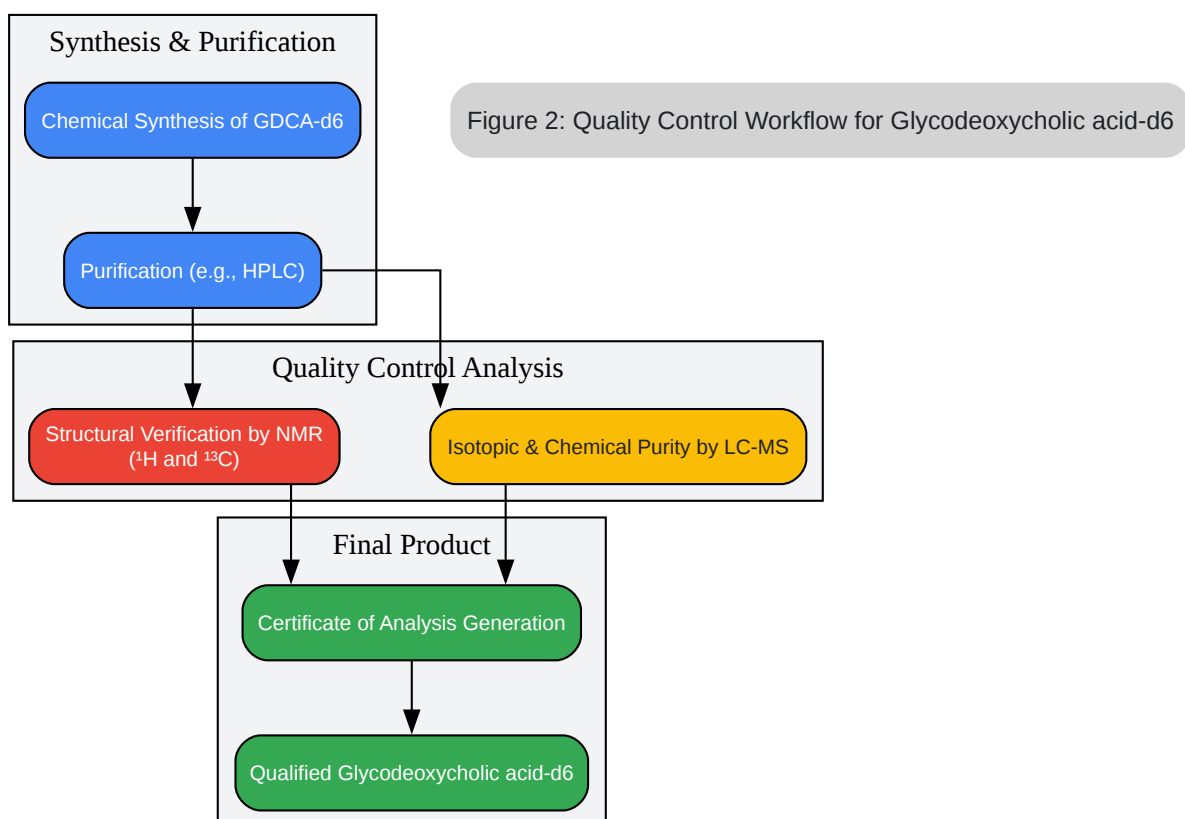 Synthesis & Purification
Chemical Synthesis of GDCA-d6
Figure 2: Quality Control Workflow for Glycodeoxycholic acid-d6
Purification (e.g., HPLC)
Quality Control Analysis
Structural Verification by NMR
(¹H and ¹³C)
Isotopic & Chemical Purity by LC-MS
Final Product
Certificate of Analysis Generation
Qualified Glycodeoxycholic acid-d6